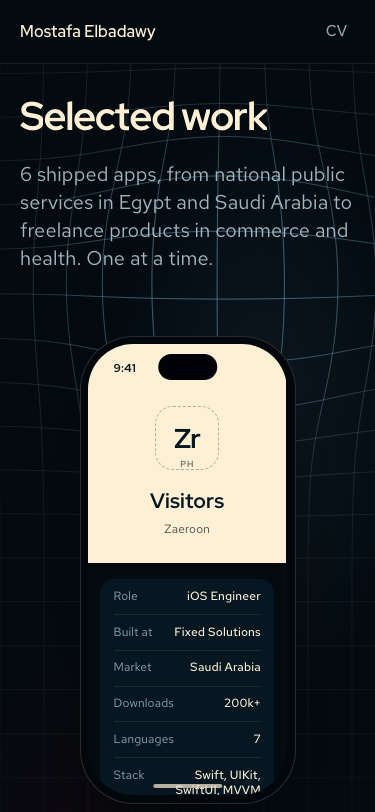 Mostafa Elbadawy
CV
Selected work
6 shipped apps, from national public
services in Egypt and Saudi Arabia to
freelance products in commerce and
health. One at a time.
9:41
Zr
PH
Visitors
Zaeroon
Role iOS Engineer
Built at Fixed Solutions
Market Saudi Arabia
Downloads 200k+
Languages 7
Stack Swift, UIKit,
SwiftUI, MVVM